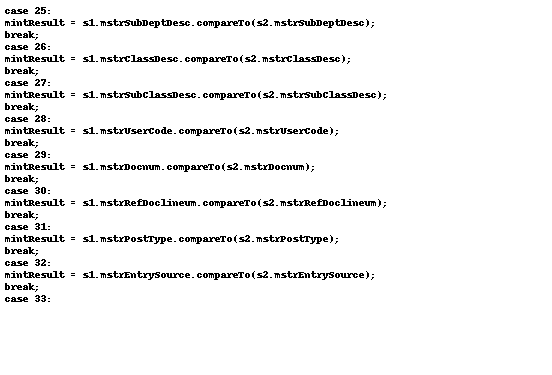 case 25:
mintResult = s1.mstrSubDeptDesc.compareTo(s2.mstrSubDeptDesc);
break;
case 26:
mintResult = s1.mstrClassDesc.compareTo(s2.mstrClassDesc);
break;
case 27:
mintResult = s1.mstrSubClassDesc.compareTo(s2.mstrSubClassDesc);
break;
case 28:
mintResult = s1.mstrUserCode.compareTo(s2.mstrUserCode);
break;
case 29:
mintResult = s1.mstrDocnum.compareTo(s2.mstrDocnum);
break;
case 30:
mintResult = s1.mstrRefDoclineum.compareTo(s2.mstrRefDoclineum);
break;
case 31:
mintResult = s1.mstrPostType.compareTo(s2.mstrPostType);
break;
case 32:
mintResult = s1.mstrEntrySource.compareTo(s2.mstrEntrySource);
break;
case 33: